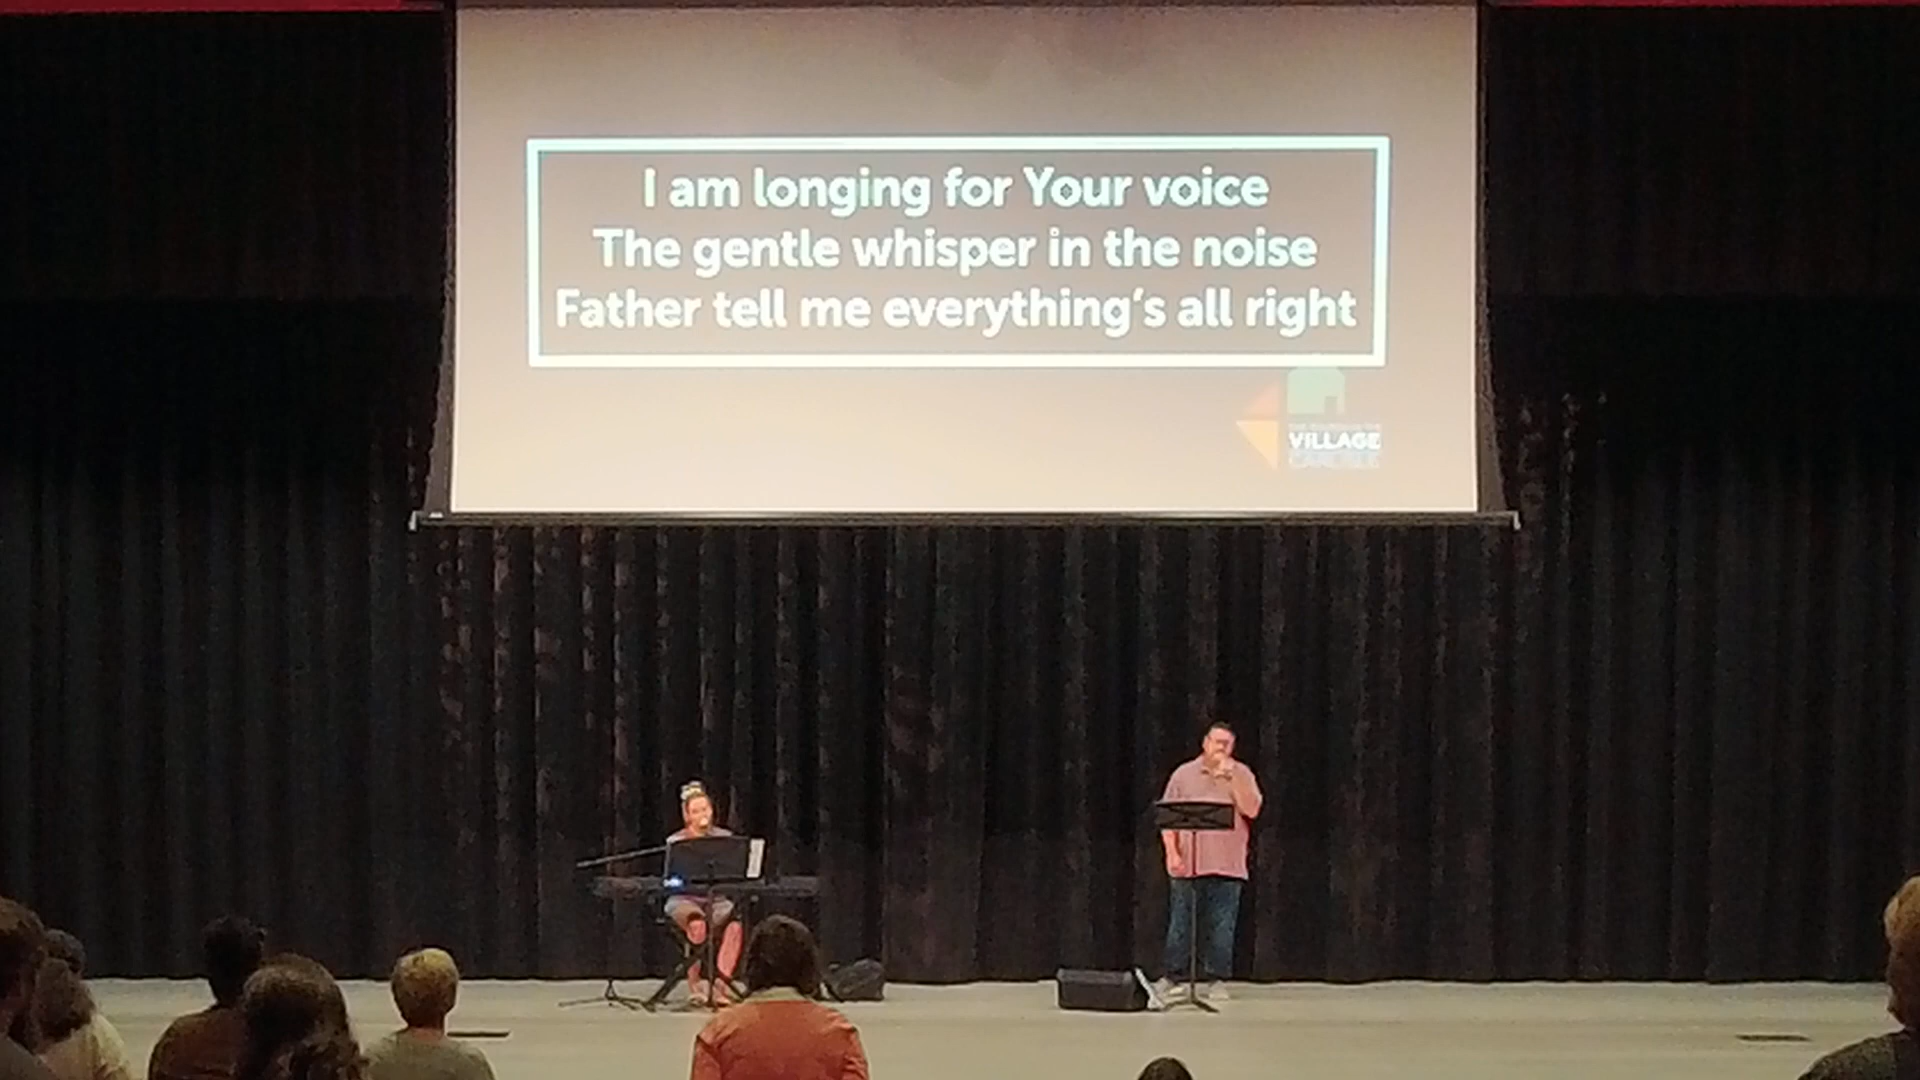 I am longing for Your voice
The gentle whisper in the noise
Father tell me everything's all right
VILLAGE